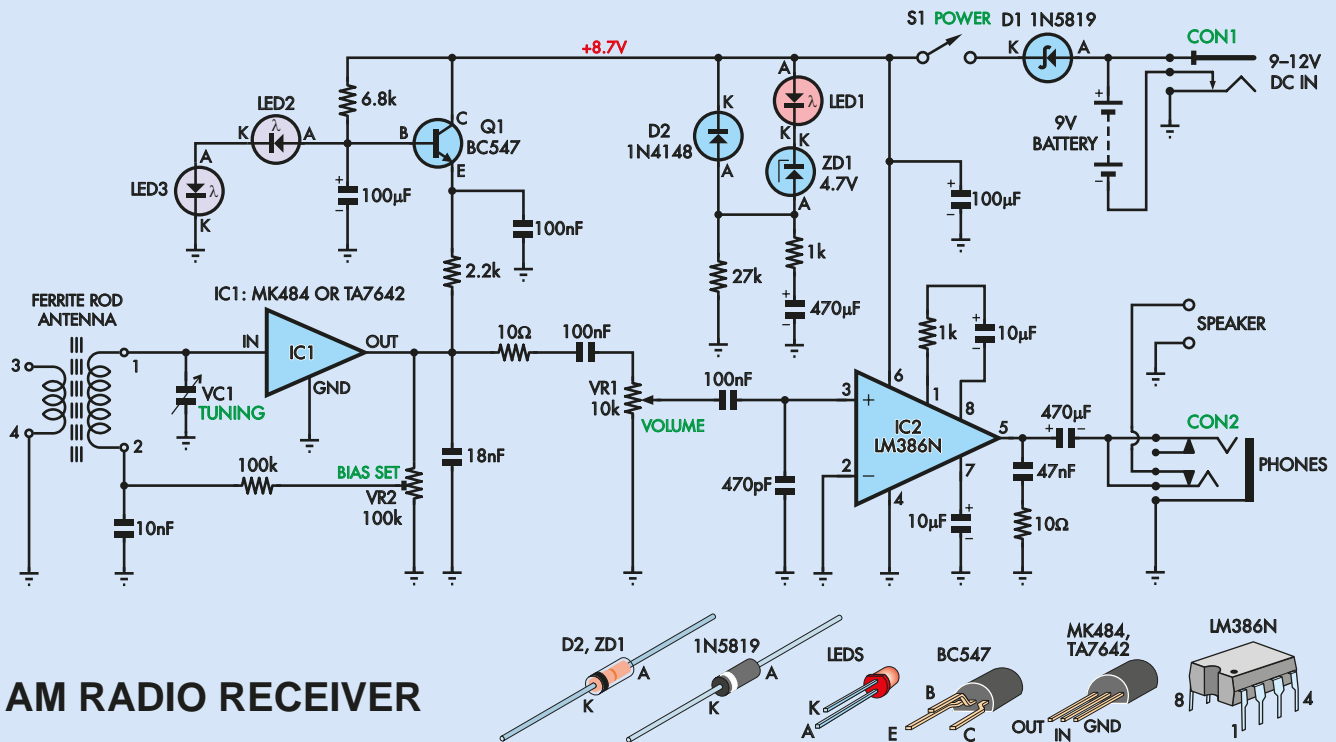 S1 POWER
D1 1N5819
K
A
CON1
9–12V
DC IN
+8.7V
9V
BATTERY
+
–
LED2
K
A
6.8k
A
LED3
K
B
C
E
Q1
BC547
+
–
100µF
100nF
2.2k
D2
1N4148
K
A
A
LED1
K
K
ZD1
4.7V
A
27k
1k
+
–
470µF
+
–
100µF
FERRITE ROD
ANTENNA
3
4
1
2
VC1
TUNING
IC1: MK484 OR TA7642
IN
IC1
OUT
GND
10Ω
100nF
VR1
10k
VOLUME
100nF
470pF
100k
BIAS SET
VR2
100k
10nF
18nF
3
+
2
–
IC2
LM386N
6
1
8
5
7
4
1k
+
–
10µF
+
–
10µF
470µF
+
–
47nF
10Ω
SPEAKER
CON2
PHONES
AM RADIO RECEIVER
D2, ZD1
A
K
1N5819
A
K
LEDS
K
A
BC547
B
E
C
MK484,
TA7642
OUT
IN
GND
LM386N
8
1
4